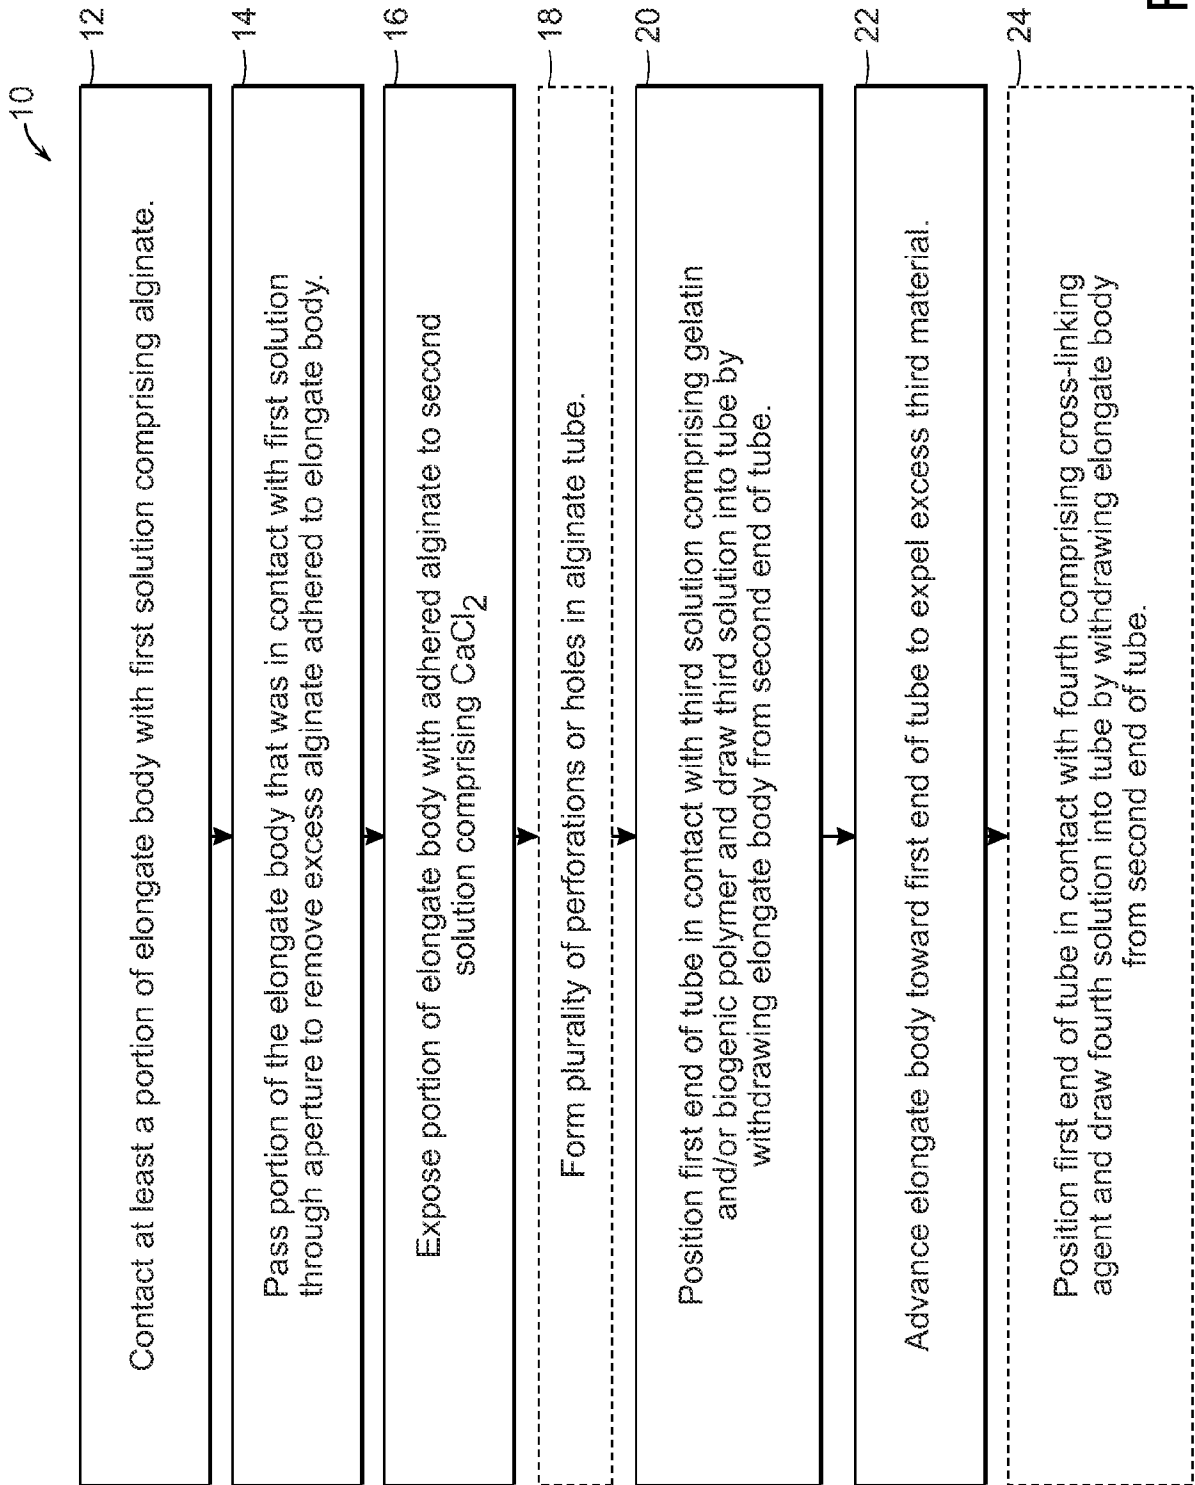 10
12
Contact at least a portion of elongate body with first solution comprising alginate.
14
Pass portion of the elongate body that was in contact with first solution
through aperture to remove excess alginate adhered to elongate body.
16
Expose portion of elongate body with adhered alginate to second
solution comprising CaCl2
18
Form plurality of perforations or holes in alginate tube.
20
Position first end of tube in contact with third solution comprising gelatin
and/or biogenic polymer and draw third solution into tube by
withdrawing elongate body from second end of tube.
22
Advance elongate body toward first end of tube to expel excess third material.
24
Position first end of tube in contact with fourth comprising cross-linking
agent and draw fourth solution into tube by withdrawing elongate body
from second end of tube.